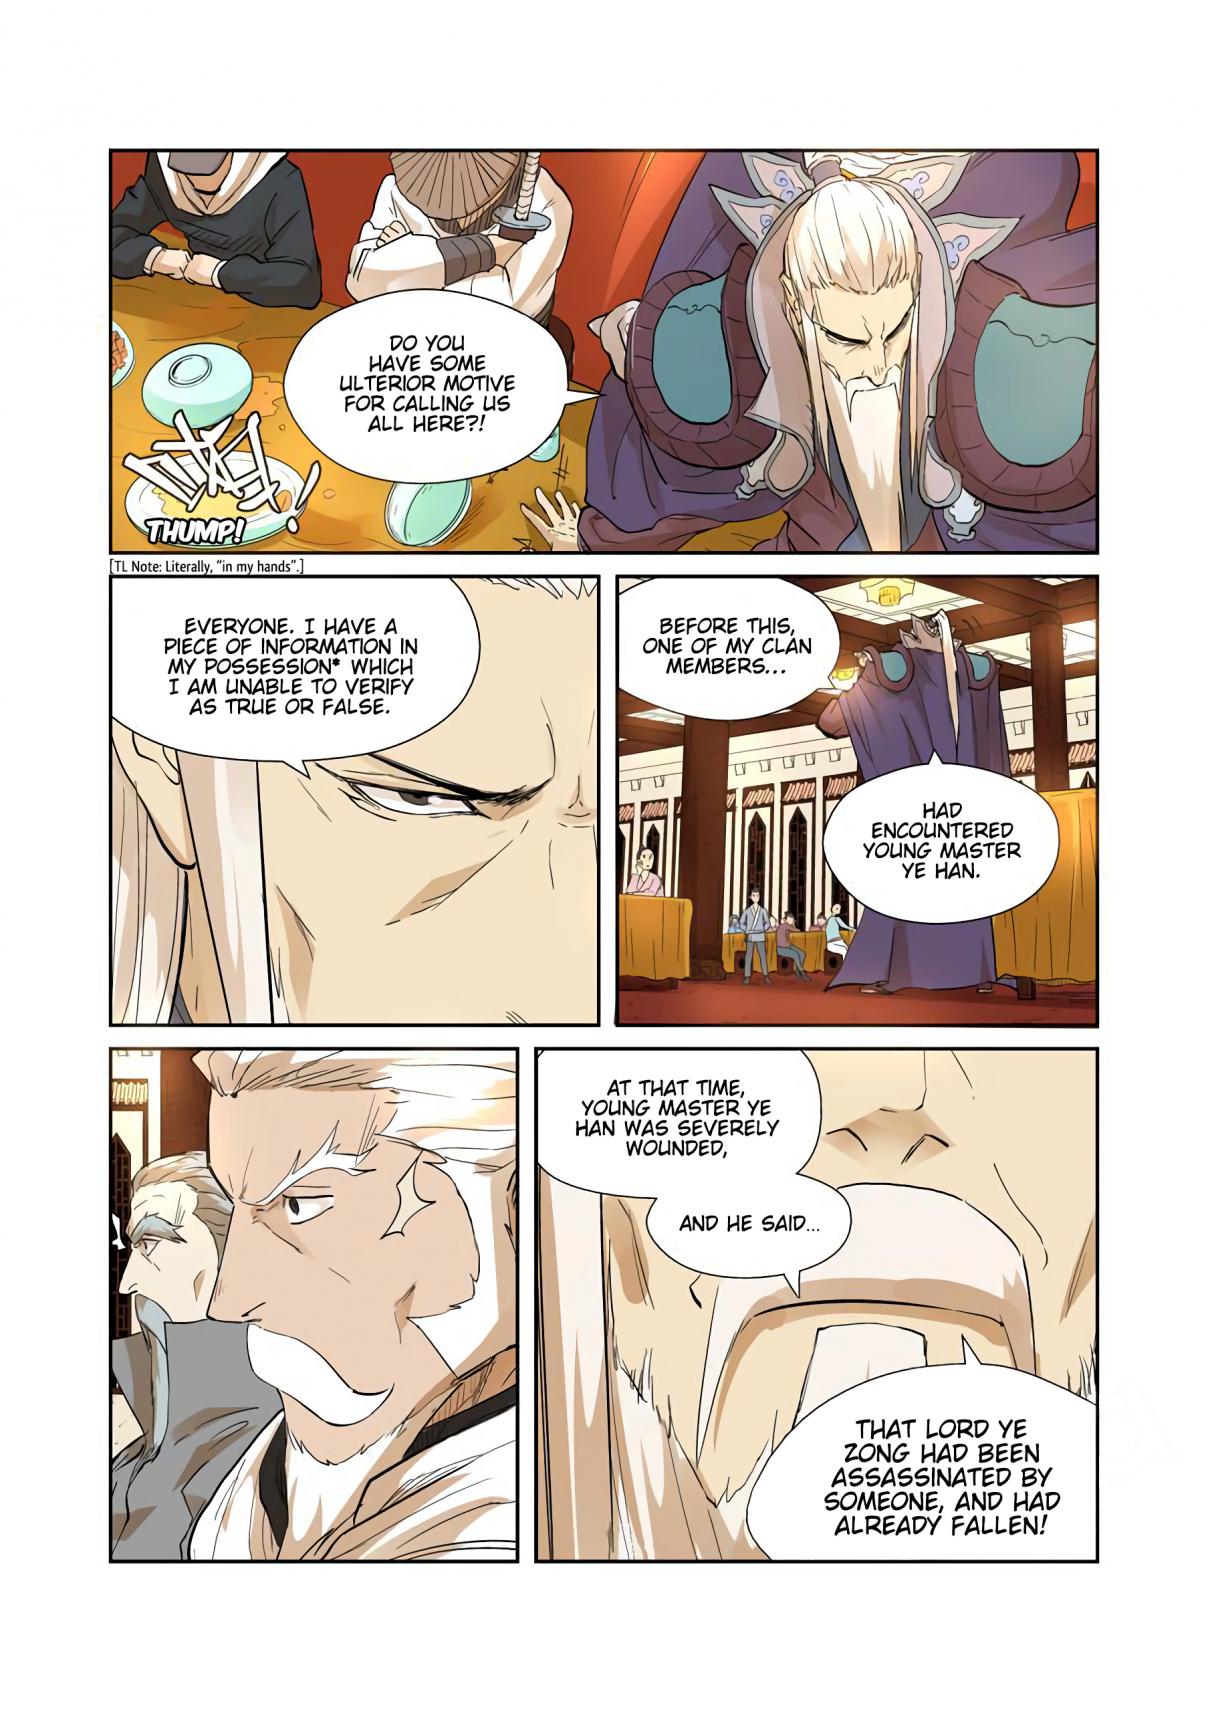 DO YOU
HAVE SOME
ULTERIOR MOTIVE
FOR CALLING US
ALL HERE?!
THUMP!
[TL Note: Literally, "in my hands".]
EVERYONE. I HAVE A
PIECE OF INFORMATION IN
MY POSSESSION* WHICH
I AM UNABLE TO VERIFY
AS TRUE OR FALSE.
BEFORE THIS,
ONE OF MY CLAN
MEMBERS...
HAD
ENCOUNTERED
YOUNG MASTER
YE HAN.
AT THAT TIME,
YOUNG MASTER YE
HAN WAS SEVERELY
WOUNDED,
AND HE SAID...
THAT LORD YE
ZONG HAD BEEN
ASSASSINATED BY
SOMEONE, AND HAD
ALREADY FALLEN!